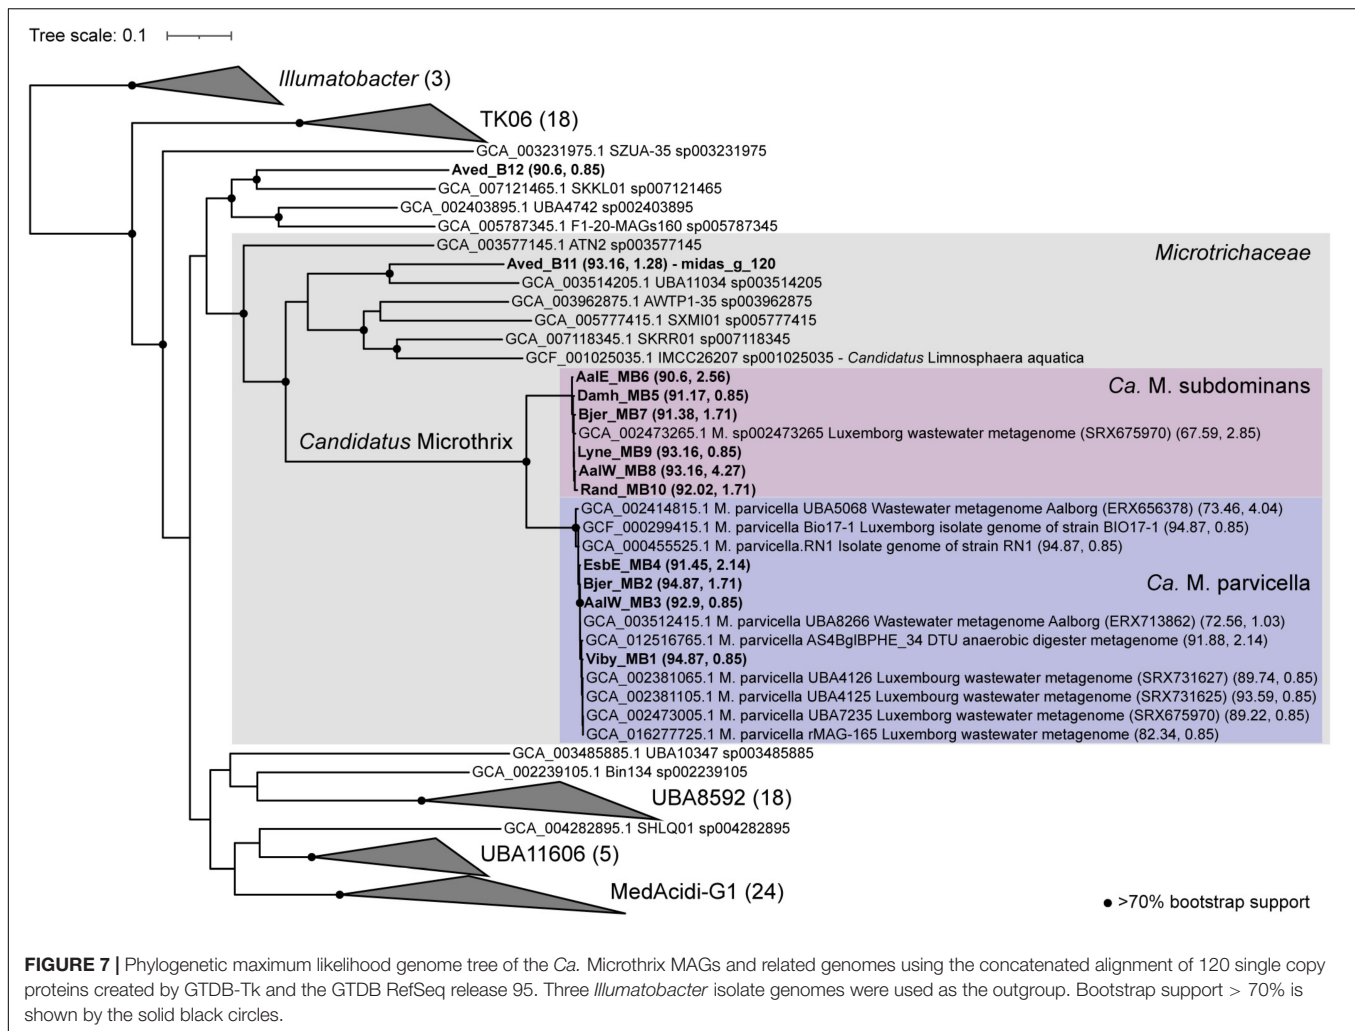 Tree scale: 0.1
Illumatobacter (3)
TK06 (18)
GCA_003231975.1 SZUA-35 sp003231975
Aved_B12 (90.6, 0.85)
GCA_007121465.1 SKKL01 sp007121465
GCA_002403895.1 UBA4742 sp002403895
GCA_005787345.1 F1-20-MAGs160 sp005787345
GCA_003577145.1 ATN2 sp003577145
Microtrichaceae
Aved_B11 (93.16, 1.28) - midas_g_120
GCA_003514205.1 UBA11034 sp003514205
GCA_003962875.1 AWTP1-35 sp003962875
GCA_005777415.1 SXMI01 sp005777415
GCA_007118345.1 SKRR01 sp007118345
GCF_001025035.1 IMCC26207 sp001025035 - Candidatus Limnosphaera aquatica
AalE_MB6 (90.6, 2.56)
Ca. M. subdominans
Damh_MB5 (91.17, 0.85)
Bjer_MB7 (91.38, 1.71)
GCA_002473265.1 M. sp002473265 Luxemborg wastewater metagenome (SRX675970) (67.59, 2.85)
Candidatus Microthrix
Lyne_MB9 (93.16, 0.85)
AalW_MB8 (93.16, 4.27)
Rand_MB10 (92.02, 1.71)
GCA_002414815.1 M. parvicella UBA5068 Wastewater metagenome Aalborg (ERX656378) (73.46, 4.04)
GCF_000299415.1 M. parvicella Bio17-1 Luxemborg isolate genome of strain BIO17-1 (94.87, 0.85)
GCA_000455525.1 M. parvicella.RN1 Isolate genome of strain RN1 (94.87, 0.85)
EsbE_MB4 (91.45, 2.14)
Bjer_MB2 (94.87, 1.71)
Ca. M. parvicella
AalW_MB3 (92.9, 0.85)
GCA_003512415.1 M. parvicella UBA8266 Wastewater metagenome Aalborg (ERX713862) (72.56, 1.03)
GCA_012516765.1 M. parvicella AS4BglBPHE_34 DTU anaerobic digester metagenome (91.88, 2.14)
Viby_MB1 (94.87, 0.85)
GCA_002381065.1 M. parvicella UBA4126 Luxembourg wastewater metagenome (SRX731627) (89.74, 0.85)
GCA_002381105.1 M. parvicella UBA4125 Luxembourg wastewater metagenome (SRX731625) (93.59, 0.85)
GCA_002473005.1 M. parvicella UBA7235 Luxemborg wastewater metagenome (SRX675970) (89.22, 0.85)
GCA_016277725.1 M. parvicella rMAG-165 Luxemborg wastewater metagenome (82.34, 0.85)
GCA_003485885.1 UBA10347 sp003485885
GCA_002239105.1 Bin134 sp002239105
UBA8592 (18)
GCA_004282895.1 SHLQ01 sp004282895
UBA11606 (5)
MedAcidi-G1 (24)
>70% bootstrap support
FIGURE 7 | Phylogenetic maximum likelihood genome tree of the Ca. Microthrix MAGs and related genomes using the concatenated alignment of 120 single copy
proteins created by GTDB-Tk and the GTDB RefSeq release 95. Three Illumatobacter isolate genomes were used as the outgroup. Bootstrap support > 70% is
shown by the solid black circles.